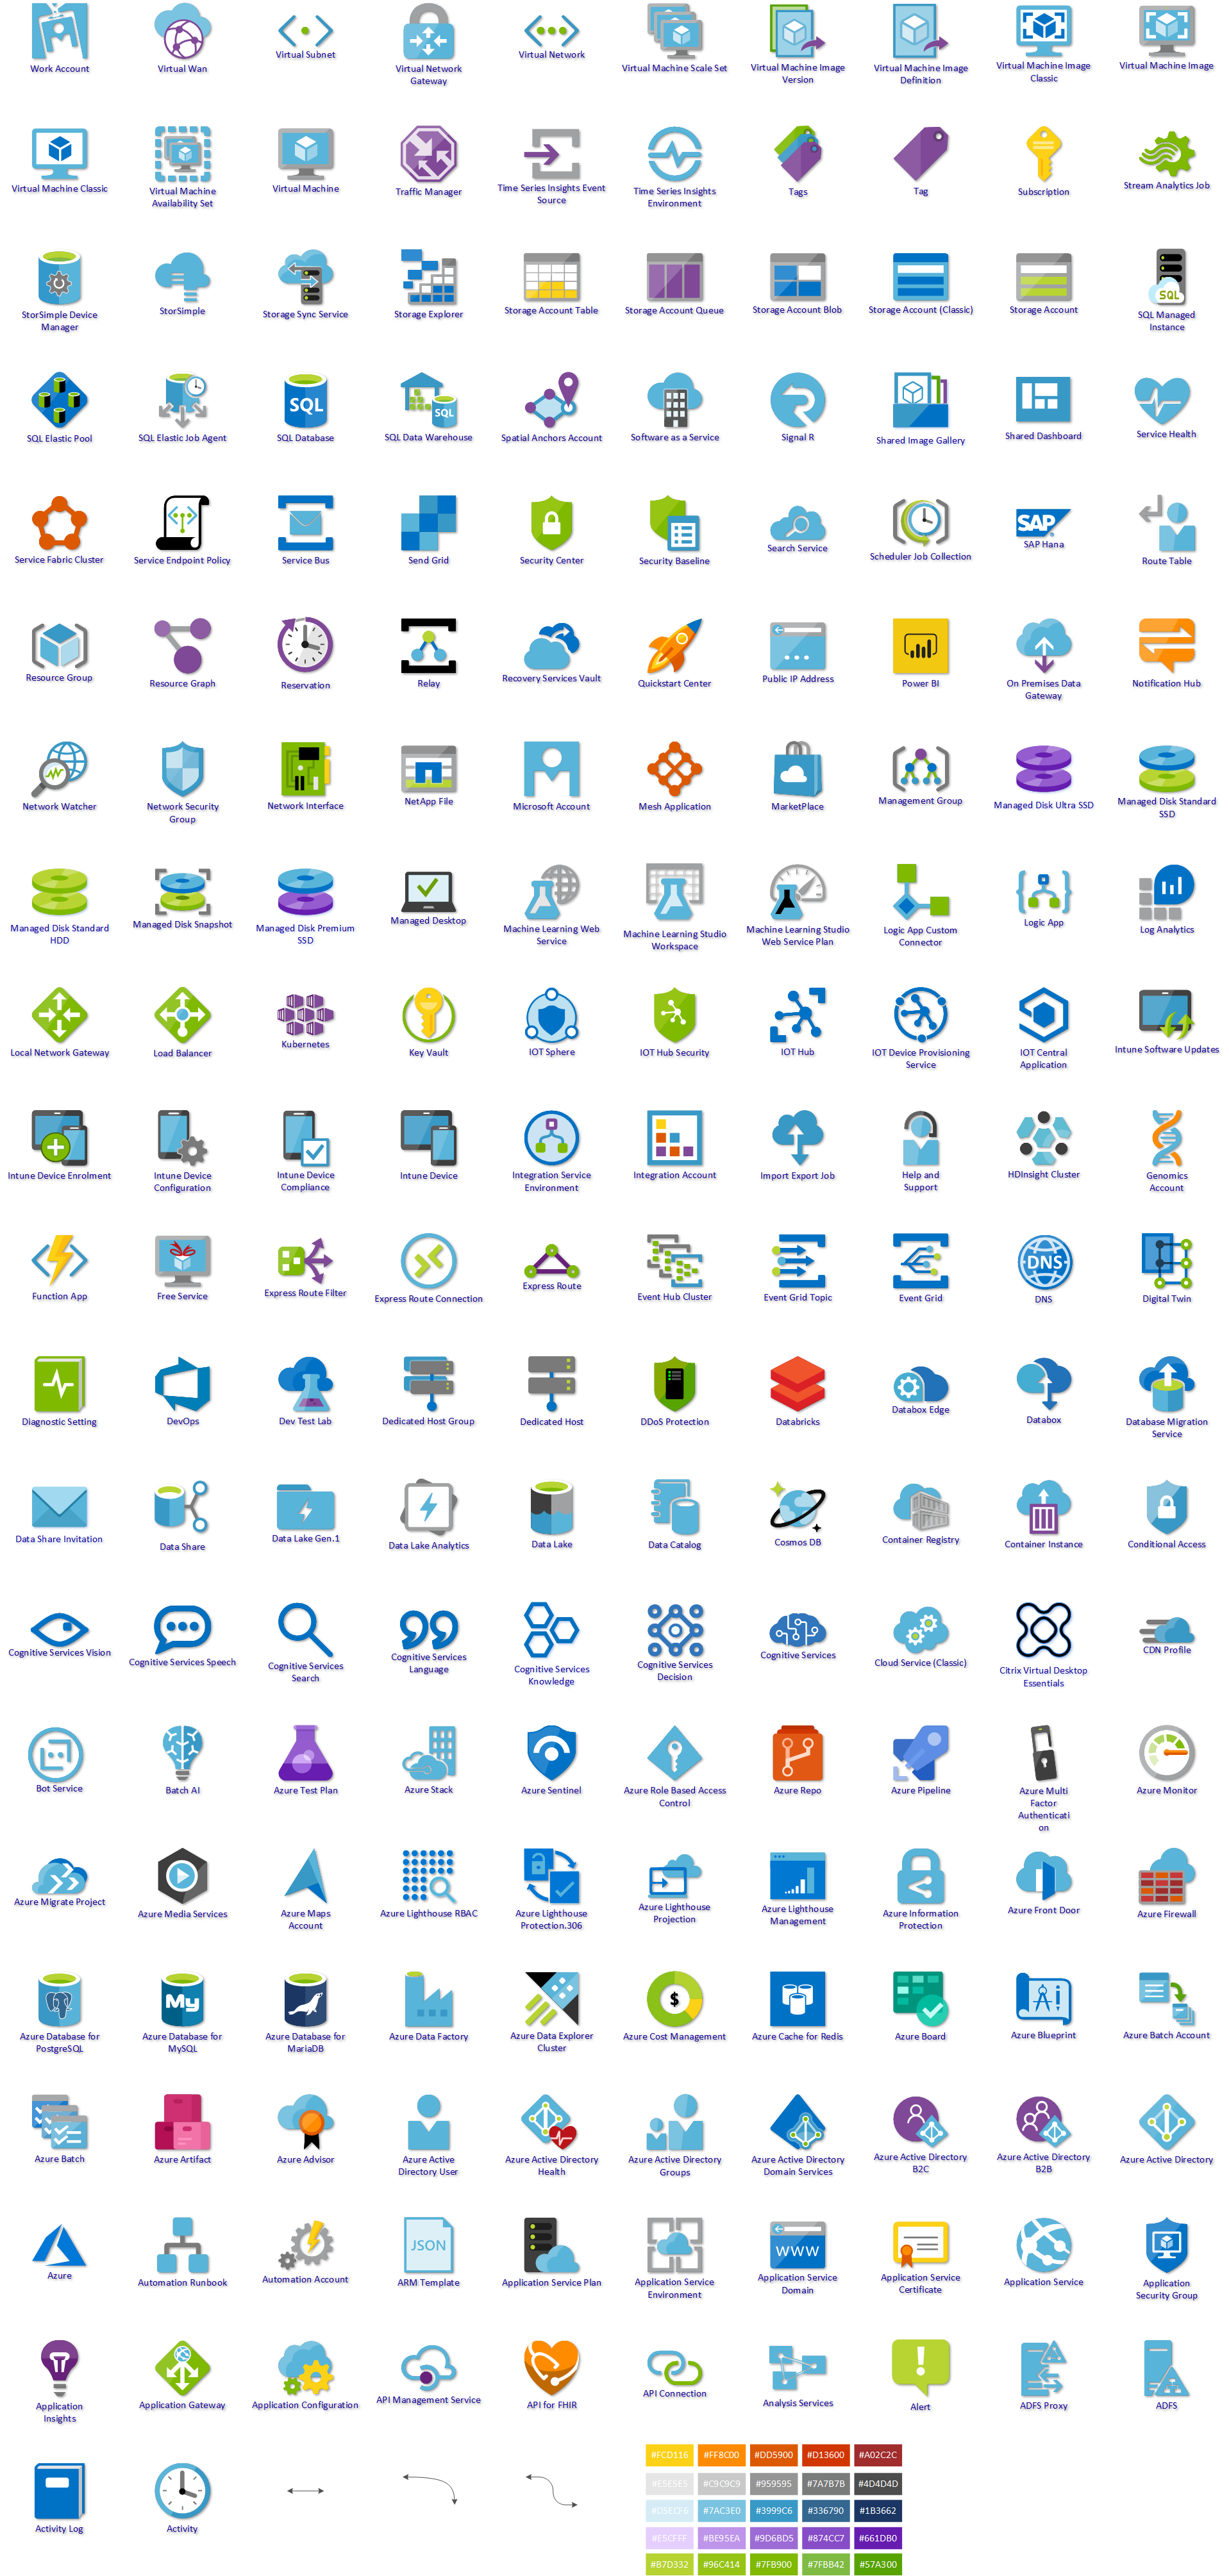 Work Account
Virtual Wan
Virtual Subnet
Virtual Network
Gateway
Virtual Network
Virtual Machine Scale Set
Virtual Machine Image
Version
Virtual Machine Image
Definition
Virtual Machine Image
Classic
Virtual Machine Image
Virtual Machine Classic
Virtual Machine
Availability Set
Virtual Machine
Traffic Manager
Time Series Insights Event
Source
Time Series Insights
Environment
Tags
Tag
Subscription
Stream Analytics Job
StorSimple Device
Manager
StorSimple
Storage Sync Service
Storage Explorer
Storage Account Table
Storage Account Queue
Storage Account Blob
Storage Account (Classic)
Storage Account
SQL
SQL Managed
Instance
SQL Elastic Pool
SQL Elastic Job Agent
SQL
SQL Database
SQL
SQL Data Warehouse
Spatial Anchors Account
Software as a Service
Signal R
Shared Image Gallery
Shared Dashboard
Service Health
Service Fabric Cluster
Service Endpoint Policy
Service Bus
Send Grid
Security Center
Security Baseline
Search Service
Scheduler Job Collection
SAP
SAP Hana
Route Table
Resource Group
Resource Graph
Reservation
Relay
Recovery Services Vault
Quickstart Center
Public IP Address
Power BI
On Premises Data
Gateway
Notification Hub
Network Watcher
Network Security
Group
Network Interface
NetApp File
Microsoft Account
Mesh Application
MarketPlace
Management Group
Managed Disk Ultra SSD
Managed Disk Standard
SSD
Managed Disk Standard
HDD
Managed Disk Snapshot
Managed Disk Premium
SSD
Managed Desktop
Machine Learning Web
Service
Machine Learning Studio
Workspace
Machine Learning Studio
Web Service Plan
Logic App Custom
Connector
Logic App
Log Analytics
Local Network Gateway
Load Balancer
Kubernetes
Key Vault
IOT Sphere
IOT Hub Security
IOT Hub
IOT Device Provisioning
Service
IOT Central
Application
Intune Software Updates
Intune Device Enrolment
Intune Device
Configuration
Intune Device
Compliance
Intune Device
Integration Service
Environment
Integration Account
Import Export Job
Help and
Support
HDInsight Cluster
Genomics
Account
Function App
Free Service
Express Route Filter
Express Route Connection
Express Route
Event Hub Cluster
Event Grid Topic
Event Grid
DNS
DNS
Digital Twin
Diagnostic Setting
DevOps
Dev Test Lab
Dedicated Host Group
Dedicated Host
DDoS Protection
Databricks
Databox Edge
Databox
Database Migration
Service
Data Share Invitation
Data Share
Data Lake Gen.1
Data Lake Analytics
Data Lake
Data Catalog
Cosmos DB
Container Registry
Container Instance
Conditional Access
Cognitive Services Vision
Cognitive Services Speech
Cognitive Services
Search
Cognitive Services
Language
Cognitive Services
Knowledge
Cognitive Services
Decision
Cognitive Services
Cloud Service (Classic)
Citrix Virtual Desktop
Essentials
CDN Profile
Bot Service
Batch AI
Azure Test Plan
Azure Stack
Azure Sentinel
Azure Role Based Access
Control
Azure Repo
Azure Pipeline
Azure Multi
Factor
Authenticati
on
Azure Monitor
Azure Migrate Project
Azure Media Services
Azure Maps
Account
Azure Lighthouse RBAC
Azure Lighthouse
Protection.306
Azure Lighthouse
Projection
Azure Lighthouse
Management
Azure Information
Protection
Azure Front Door
Azure Firewall
Azure Database for
PostgreSQL
My
Azure Database for
MySQL
Azure Database for
MariaDB
Azure Data Factory
Azure Data Explorer
Cluster
$
Azure Cost Management
Azure Cache for Redis
Azure Board
Azure Blueprint
Azure Batch Account
Azure Batch
Azure Artifact
Azure Advisor
Azure Active
Directory User
Azure Active Directory
Health
Azure Active Directory
Groups
Azure Active Directory
Domain Services
Azure Active Directory
B2C
Azure Active Directory
B2B
Azure Active Directory
Azure
Automation Runbook
Automation Account
JSON
ARM Template
Application Service Plan
Application Service
Environment
WWW
Application Service
Domain
Application Service
Certificate
Application Service
Application
Security Group
Application
Insights
Application Gateway
Application Configuration
API Management Service
API for FHIR
API Connection
Analysis Services
!
Alert
ADFS Proxy
ADFS
Activity Log
Activity
#FCD116 #FF8C00 #DD5900 #D13600 #A02C2C
#E5E5E5 #C9C9C9 #959595 #7A7B7B #4D4D4D
#D5ECF6 #7AC3E0 #3999C6 #336790 #1B3662
#E5CFFF #BE95EA #9D6BD5 #874CC7 #661DB0
#B7D332 #96C414 #7FB900 #7FBB42 #57A300